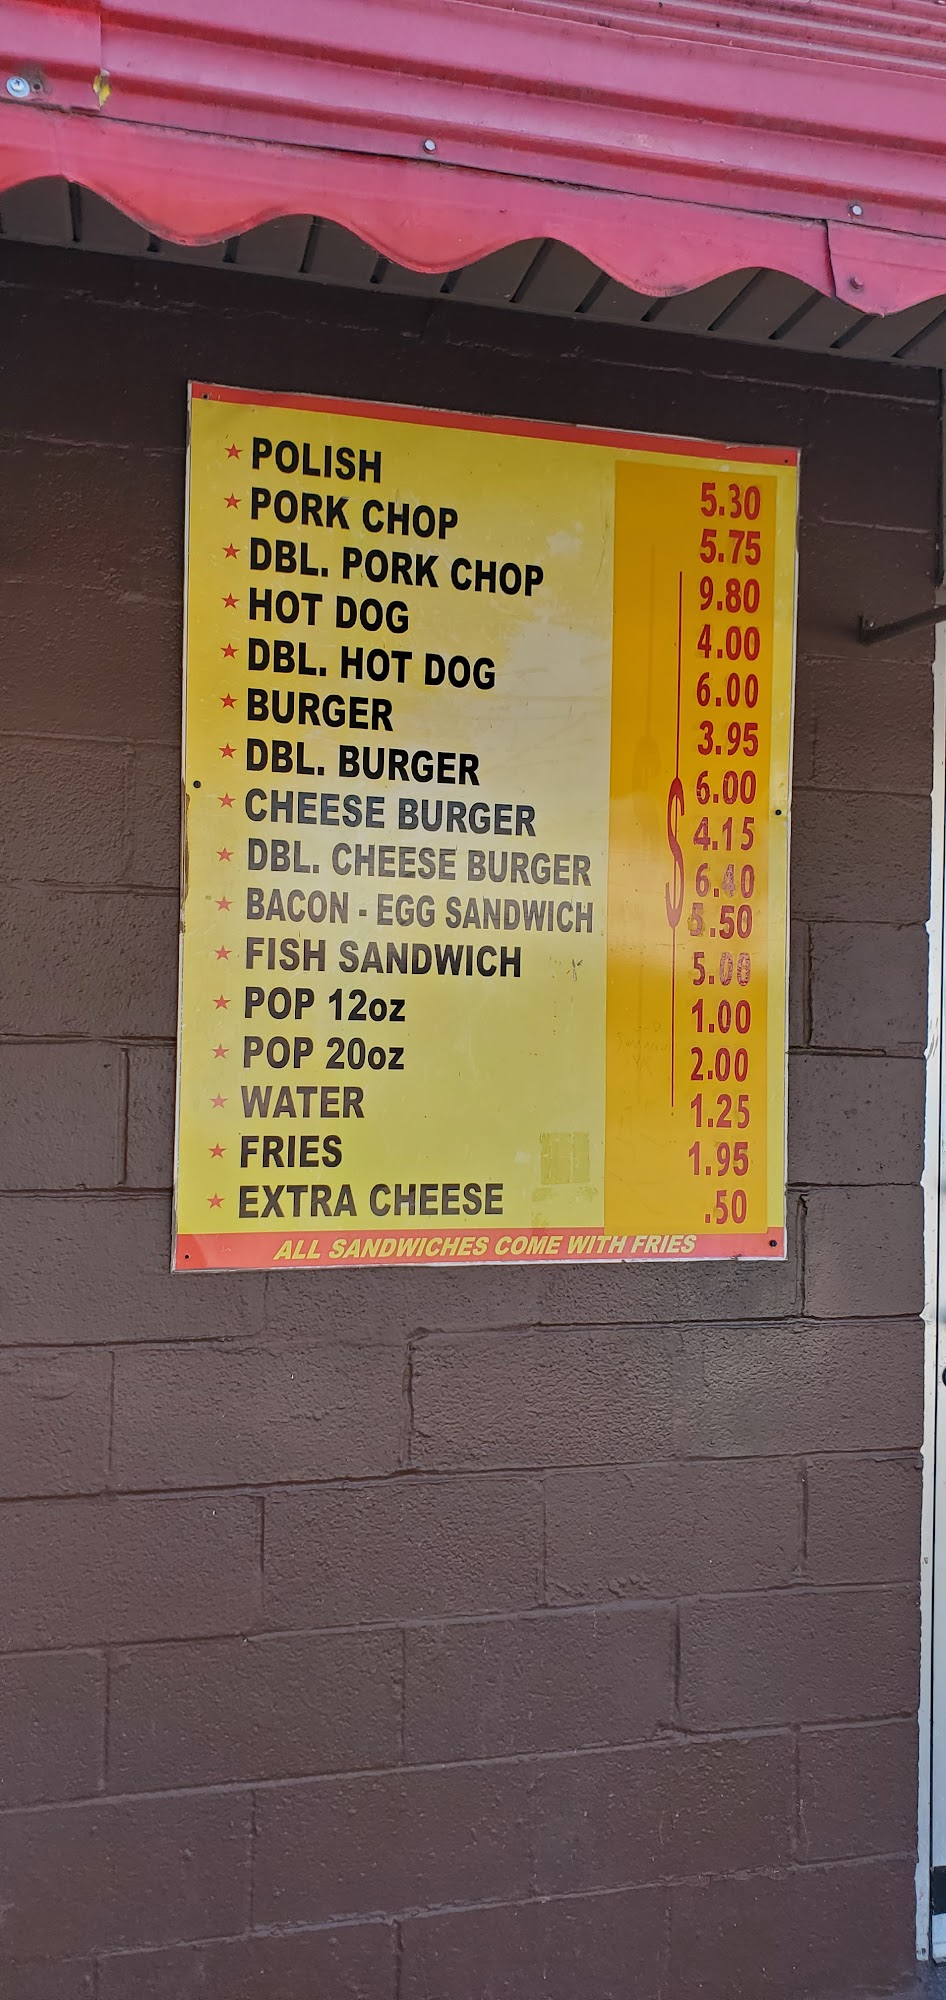 ★ POLISH 5.30
★ PORK CHOP 5.75
★ DBL. PORK CHOP 9.80
★ HOT DOG 4.00
★ DBL. HOT DOG 6.00
★ BURGER 3.95
★ DBL. BURGER 6.00
★ CHEESE BURGER $ 4.15
★ DBL. CHEESE BURGER 6.40
★ BACON - EGG SANDWICH
★ FISH SANDWICH
★ POP 12oz 1.00
★ POP 20oz 2.00
★ WATER 1.25
★ FRIES 1.95
★ EXTRA CHEESE .50
ALL SANDWICHES COME WITH FRIES